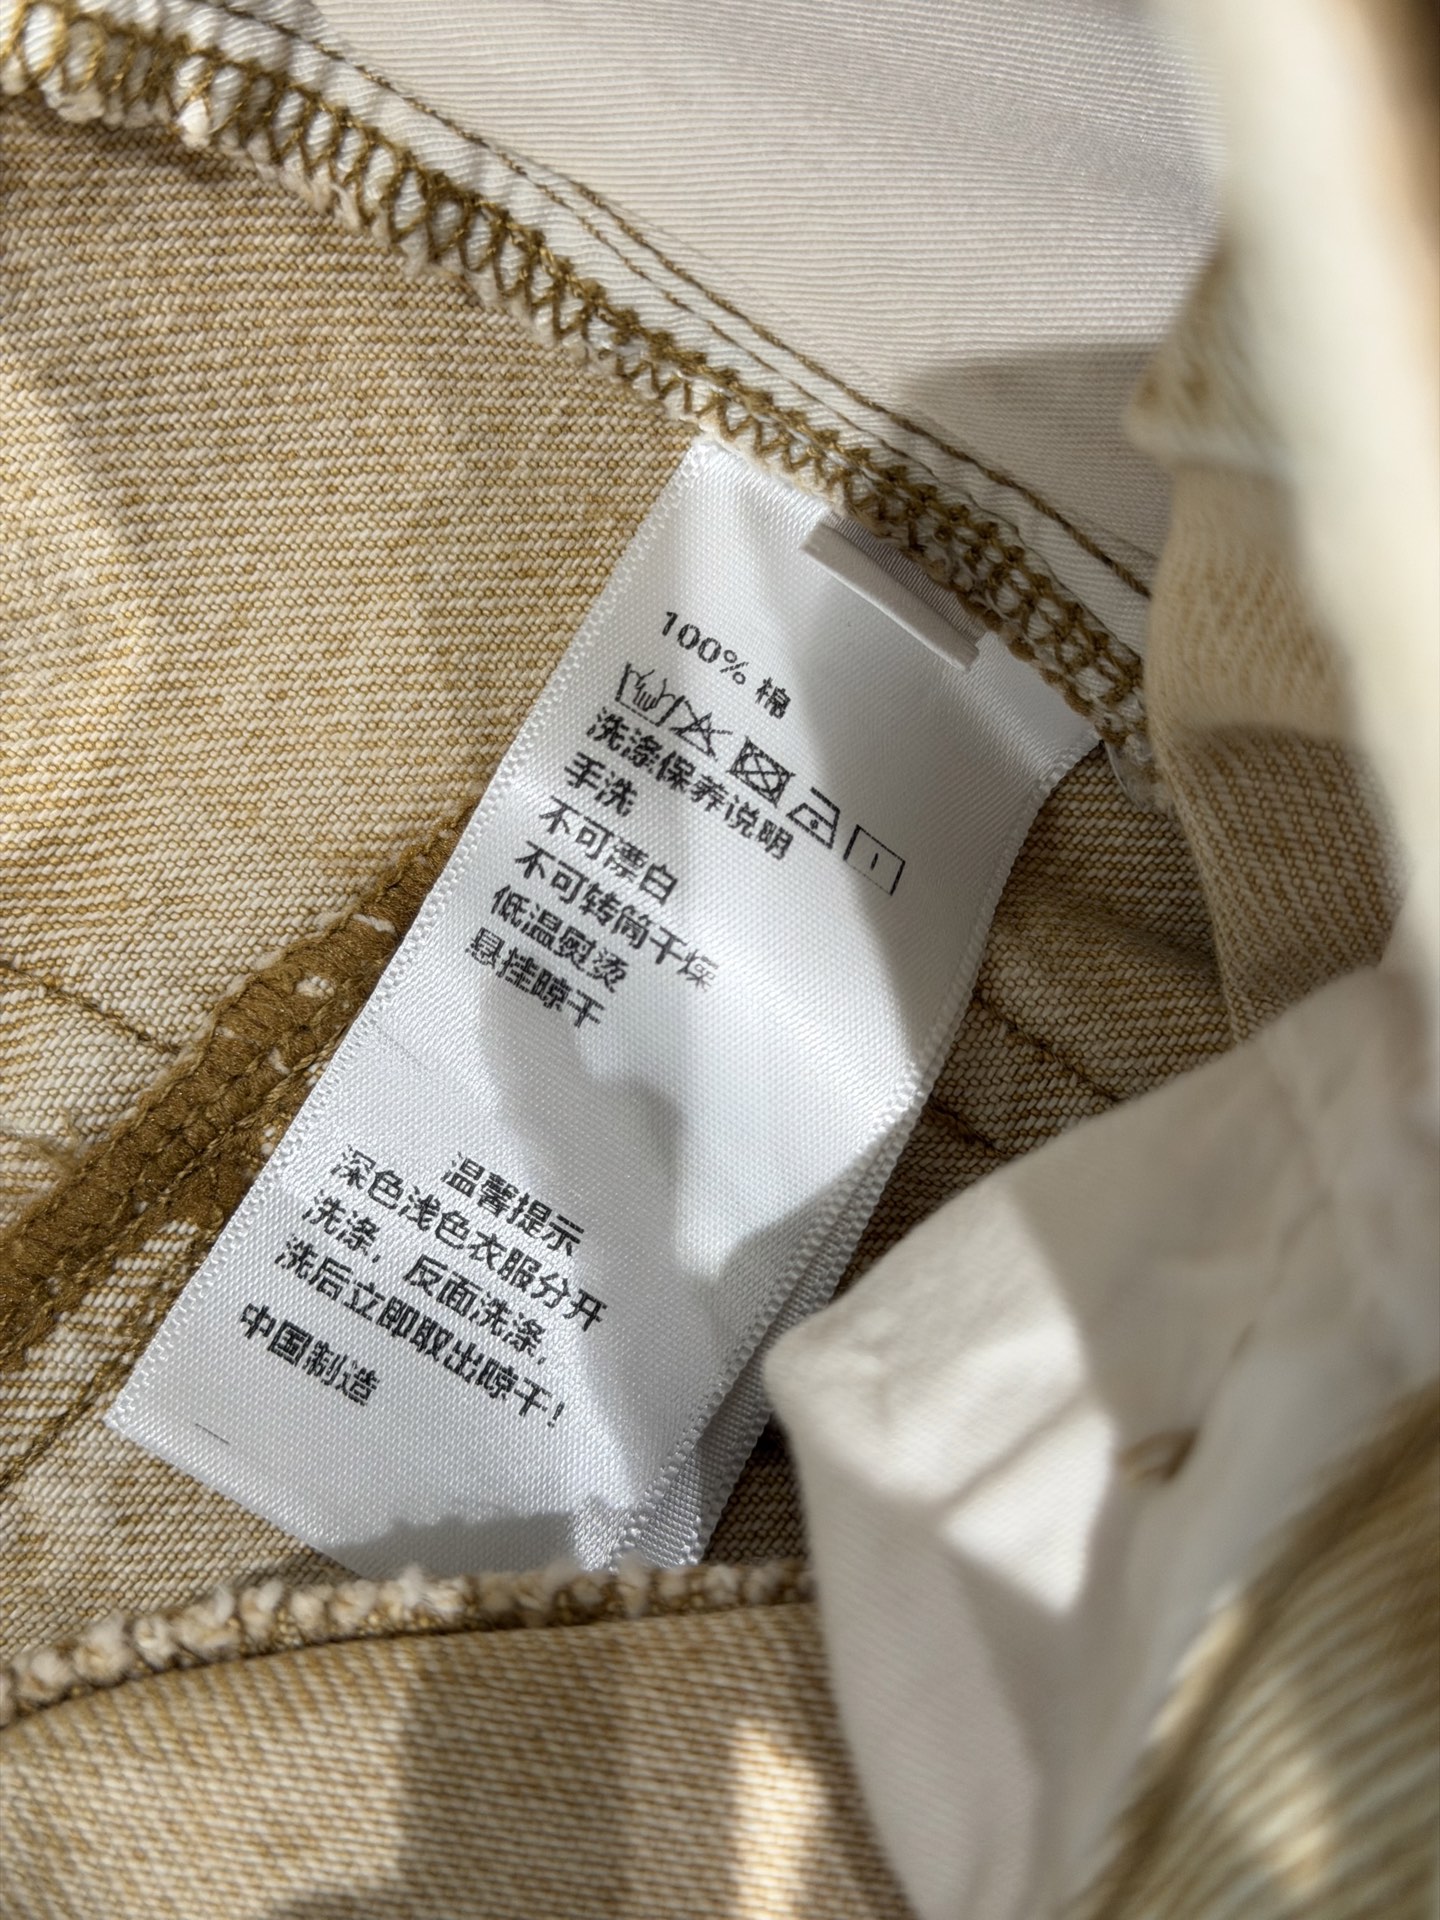 100% 棉
洗涤保养说明
手洗
不可漂白
不可转筒干燥
低温熨烫
悬挂晾干
温馨提示
深色浅色衣服分开
洗涤，反面洗涤，
洗后立即取出晾干！
中国制造